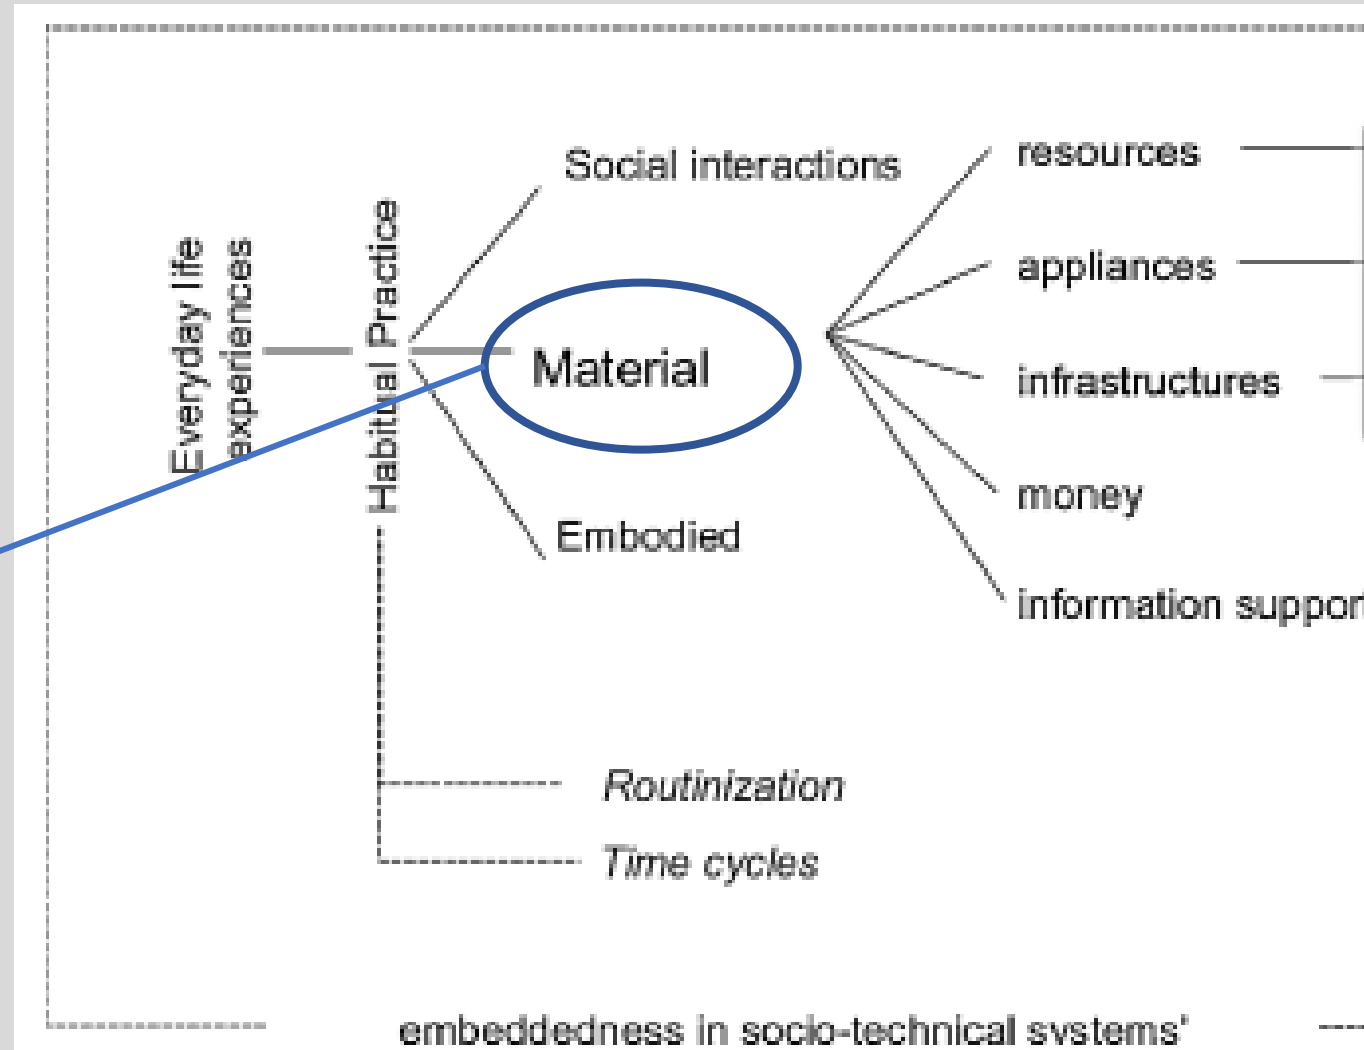 Everyday life
experiences
Habitual Practice
Social interactions
Material
Embodied
resources
appliances
infrastructures
money
information support
Routinization
Time cycles
embeddedness in socio-technical systems'